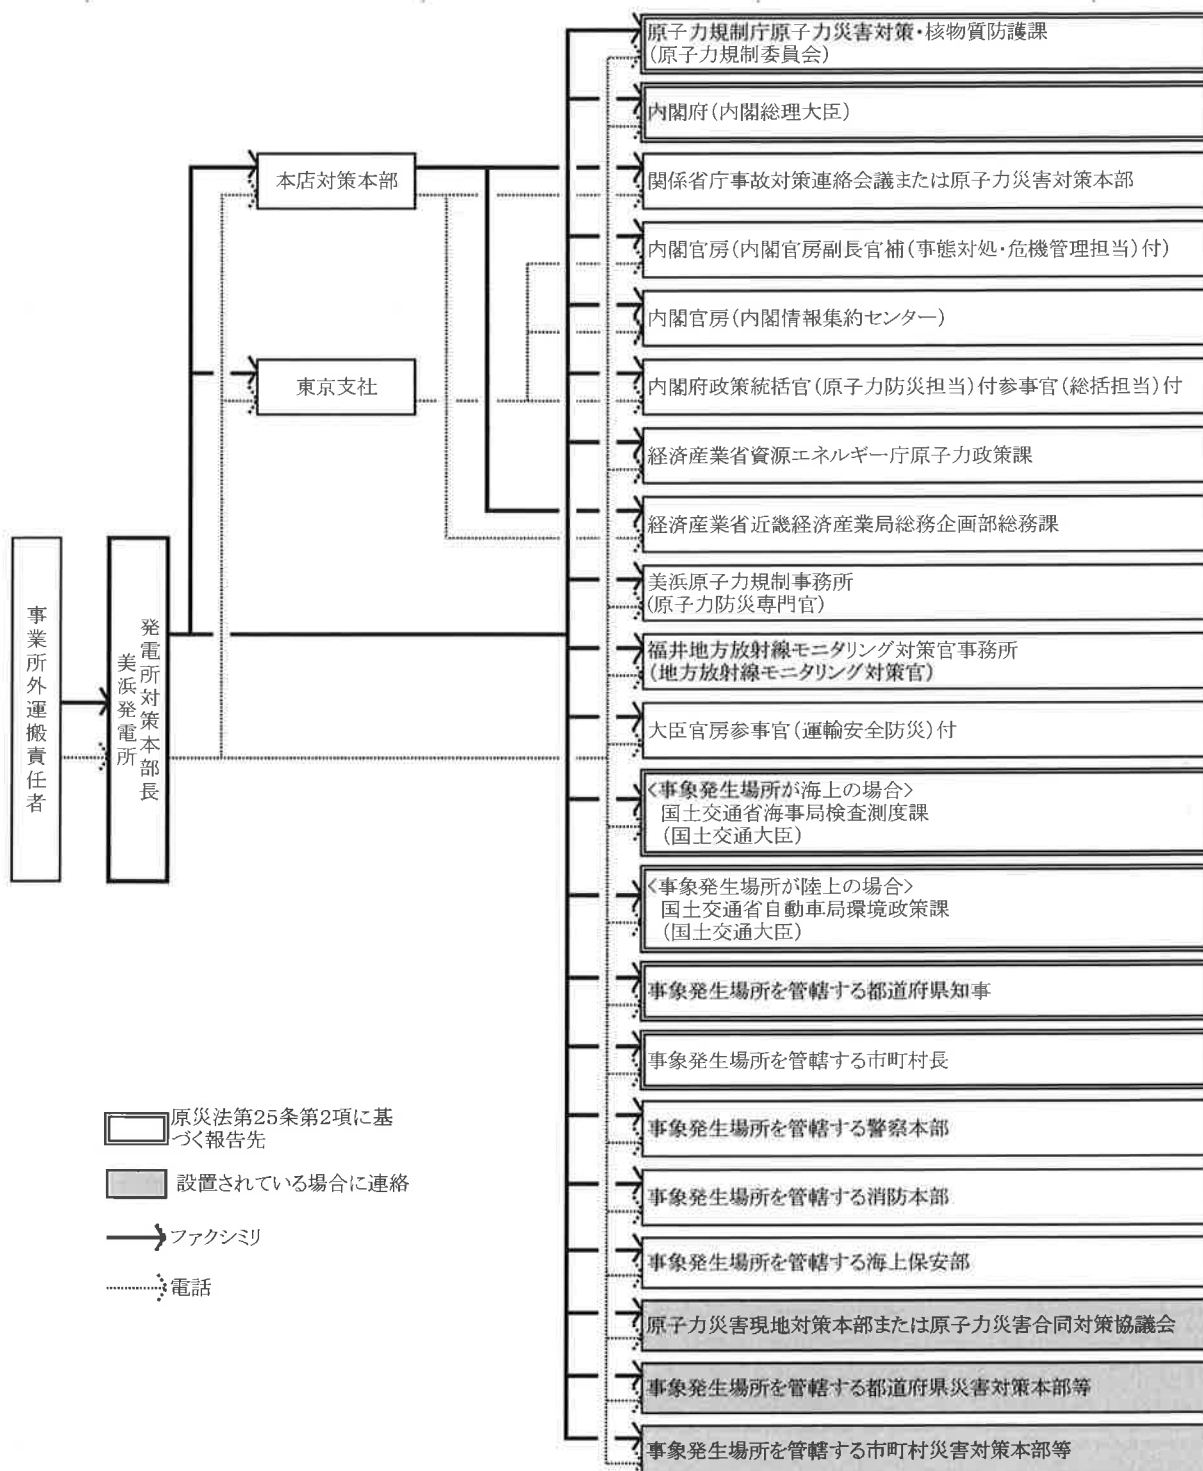 原子力規制庁原子力災害対策・核物質防護課
(原子力規制委員会)
内閣府(内閣総理大臣)
本店対策本部
関係省庁事故対策連絡会議または原子力災害対策本部
内閣官房(内閣官房副長官補(事態対処・危機管理担当)付)
内閣官房(内閣情報集約センター)
東京支社
内閣府政策統括官(原子力防災担当)付参事官(総括担当)付
経済産業省資源エネルギー庁原子力政策課
経済産業省近畿経済産業局総務企画部総務課
事業所外運搬責任者
発電所対策本部長
美浜発電所
美浜原子力規制事務所
(原子力防災専門官)
福井地方放射線モニタリング対策官事務所
(地方放射線モニタリング対策官)
大臣官房参事官(運輸安全防災)付
<事象発生場所が海上の場合>
国土交通省海事局検査測度課
(国土交通大臣)
<事象発生場所が陸上の場合>
国土交通省自動車局環境政策課
(国土交通大臣)
事象発生場所を管轄する都道府県知事
事象発生場所を管轄する市町村長
事象発生場所を管轄する警察本部
事象発生場所を管轄する消防本部
事象発生場所を管轄する海上保安部
原子力災害現地対策本部または原子力災害合同対策協議会
事象発生場所を管轄する都道府県災害対策本部等
事象発生場所を管轄する市町村災害対策本部等
原災法第25条第2項に基
づく報告先
設置されている場合に連絡
ファクシミリ
電話